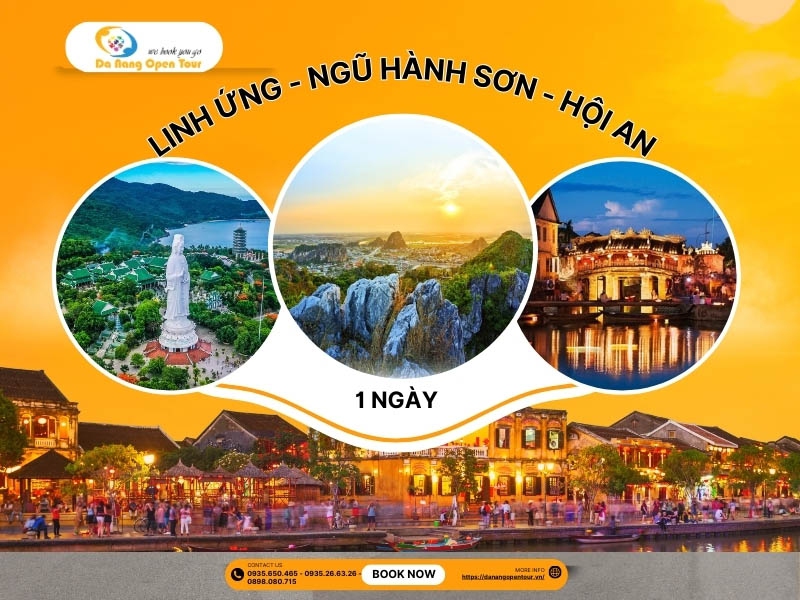 we book you go
Da Nang Open Tour
LINH ỨNG - NGŨ HÀNH SƠN - HỘI AN
1 NGÀY
CONTACT US
0935.650.465 - 0935.26.63.26 -
0898.080.715
BOOK NOW
MORE INFO
https://danangopentour.vn/